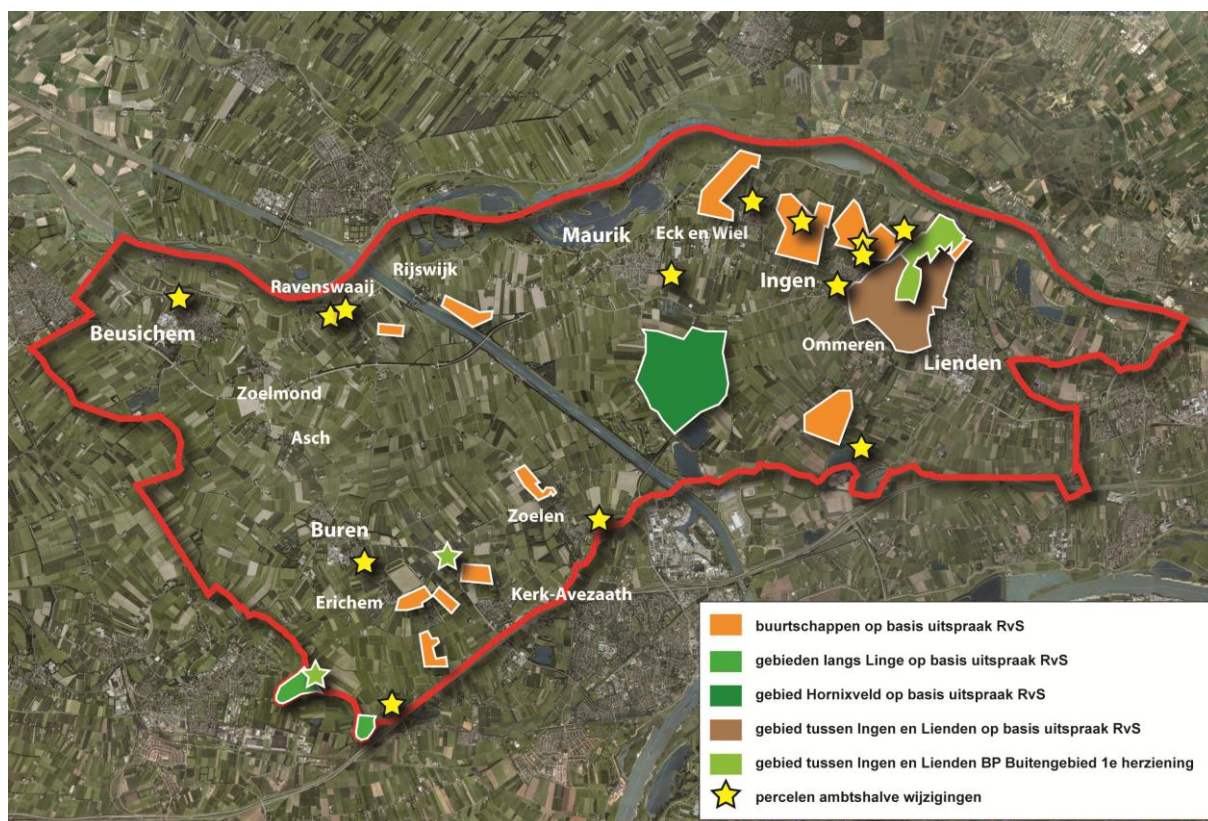 Maurik
Eck en Wiel
Rijswijk
Ravenswaaij
Ingen
Beusichem
Ommeren
Lienden
Zoelmond
Asch
Zoelen
Buren
Erichem
Kerk-Avezaath
buurtschappen op basis uitspraak RvS
gebieden langs Linge op basis uitspraak RvS
gebied Hornixveld op basis uitspraak RvS
gebied tussen Ingen en Lienden op basis uitspraak RvS
gebied tussen Ingen en Lienden BP Buitengebied 1e herziening
percelen ambtshalve wijzigingen